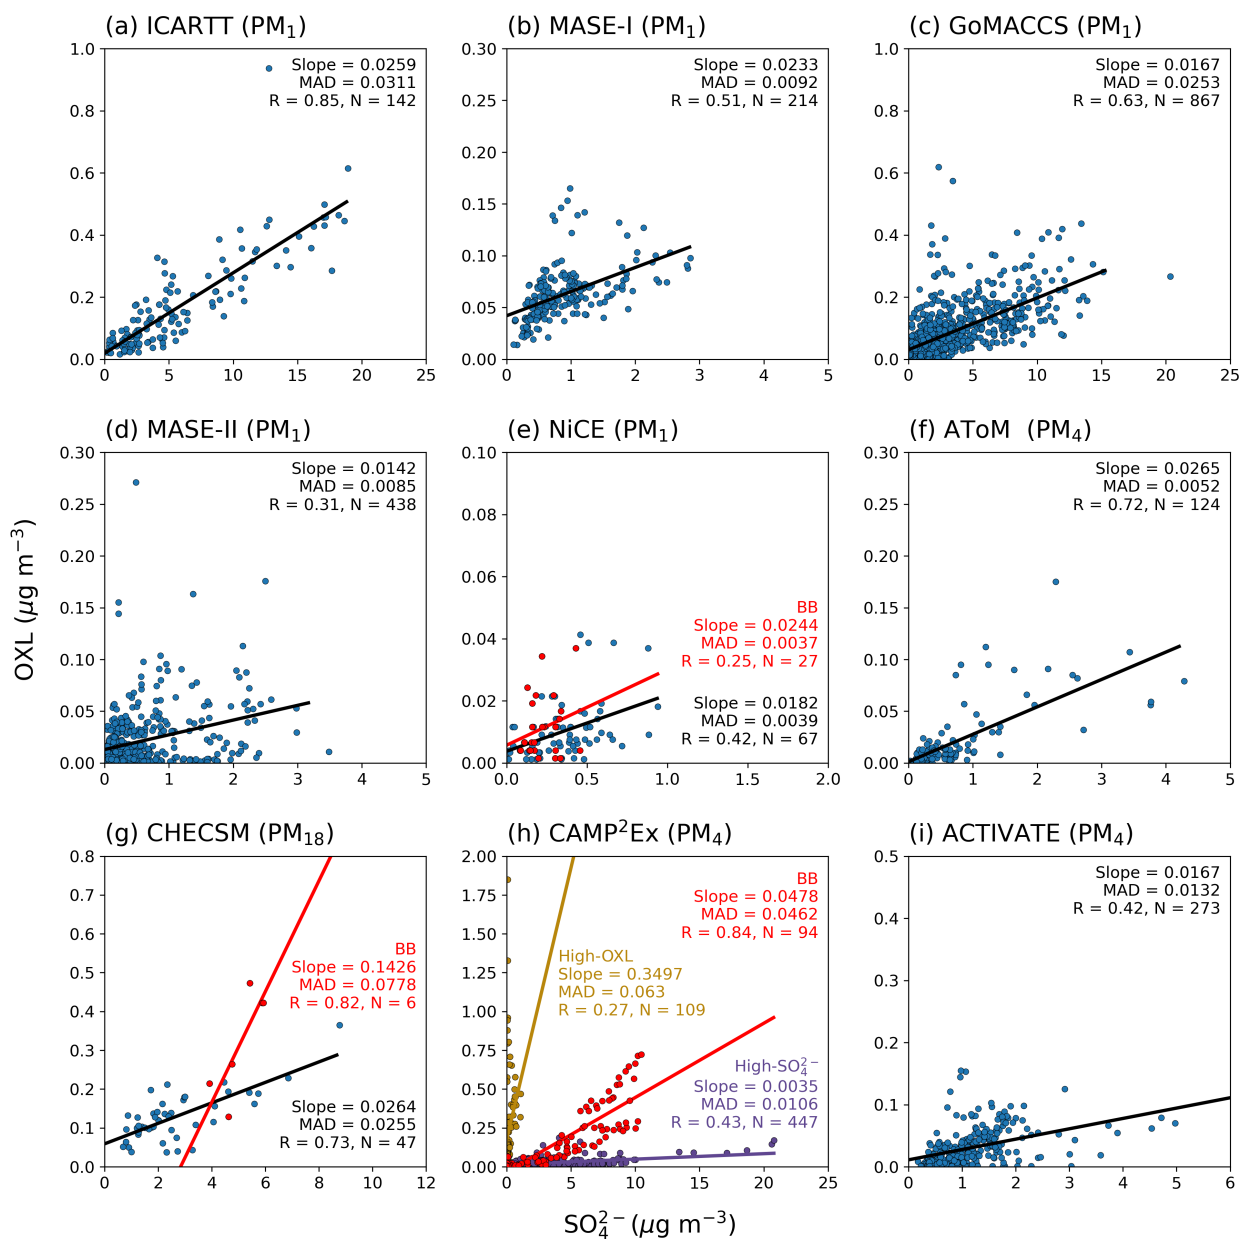 (a) ICARTT (PM₁)
Slope = 0.0259
MAD = 0.0311
R = 0.85, N = 142
1.0
0.8
0.6
0.4
0.2
0.0
0 5 10 15 20 25
(b) MASE-I (PM₁)
Slope = 0.0233
MAD = 0.0092
R = 0.51, N = 214
0.30
0.25
0.20
0.15
0.10
0.05
0.00
0 1 2 3 4 5
(c) GoMACCS (PM₁)
Slope = 0.0167
MAD = 0.0253
R = 0.63, N = 867
1.0
0.8
0.6
0.4
0.2
0.0
0 5 10 15 20 25
OXL (μg m⁻³)
(d) MASE-II (PM₁)
Slope = 0.0142
MAD = 0.0085
R = 0.31, N = 438
0.30
0.25
0.20
0.15
0.10
0.05
0.00
0 1 2 3 4 5
(e) NiCE (PM₁)
0.10
0.08
0.06
0.04
0.02
0.00
BB
Slope = 0.0244
MAD = 0.0037
R = 0.25, N = 27
Slope = 0.0182
MAD = 0.0039
R = 0.42, N = 67
0.0 0.5 1.0 1.5 2.0
(f) AToM (PM₄)
Slope = 0.0265
MAD = 0.0052
R = 0.72, N = 124
0.30
0.25
0.20
0.15
0.10
0.05
0.00
0 1 2 3 4 5
(g) CHECSM (PM₁₈)
0.8
0.7
0.6
0.5
0.4
0.3
0.2
0.1
0.0
BB
Slope = 0.1426
MAD = 0.0778
R = 0.82, N = 6
Slope = 0.0264
MAD = 0.0255
R = 0.73, N = 47
0 2 4 6 8 10 12
(h) CAMP²Ex (PM₄)
2.00
1.75
1.50
1.25
1.00
0.75
0.50
0.25
0.00
BB
Slope = 0.0478
MAD = 0.0462
R = 0.84, N = 94
High-OXL
Slope = 0.3497
MAD = 0.063
R = 0.27, N = 109
High-SO₄²⁻
Slope = 0.0035
MAD = 0.0106
R = 0.43, N = 447
0 5 10 15 20 25
(i) ACTIVATE (PM₄)
Slope = 0.0167
MAD = 0.0132
R = 0.42, N = 273
0.5
0.4
0.3
0.2
0.1
0.0
0 1 2 3 4 5 6
SO₄²⁻ (μg m⁻³)